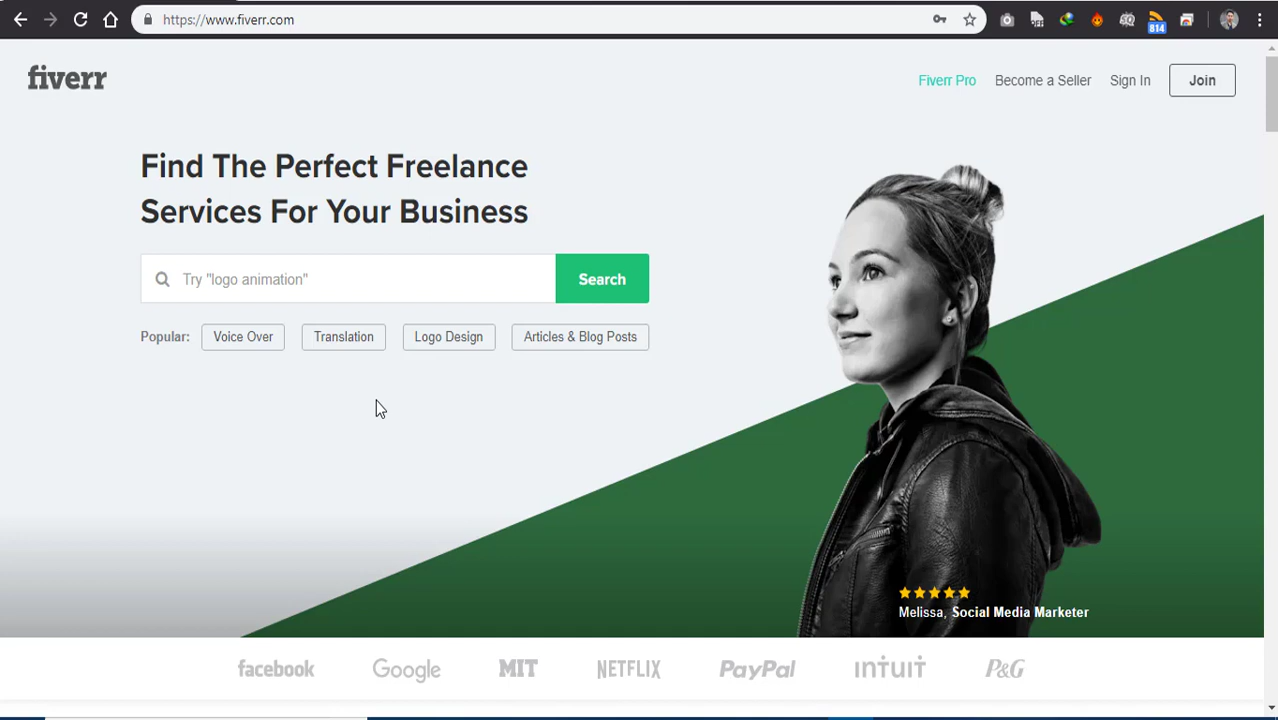 https://www.fiverr.com
OFF
814
fiverr
Fiverr Pro
Become a Seller
Sign In
Join
Find The Perfect Freelance
Services For Your Business
Try "logo animation"
Search
Popular:
Voice Over
Translation
Logo Design
Articles & Blog Posts
Melissa, Social Media Marketer
facebook
Google
MIT
NETFLIX
PayPal
intuit
P&G